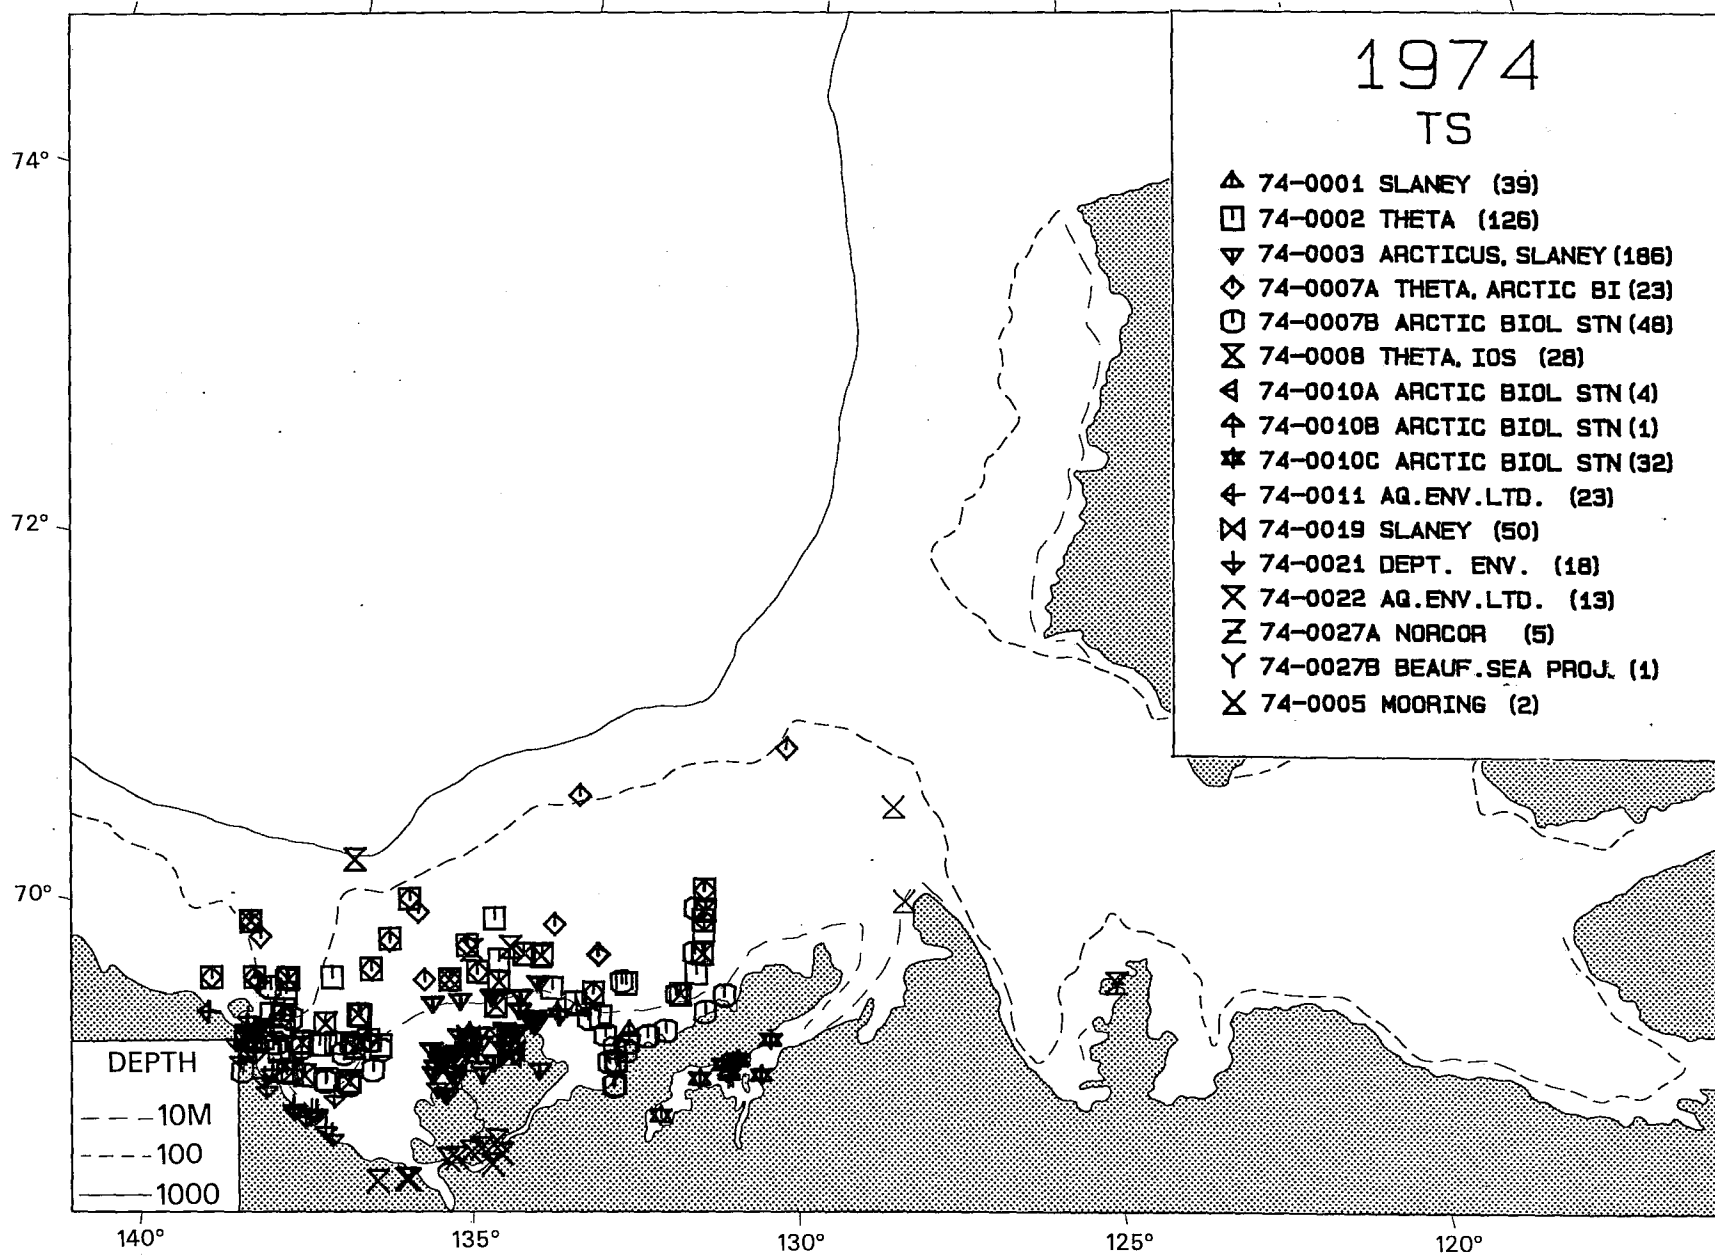 1974
TS
74-0001 SLANEY (39)
74-0002 THETA (126)
74-0003 ARCTICUS, SLANEY (186)
74-0007A THETA, ARCTIC BI (23)
74-0007B ARCTIC BIOL STN (48)
74-0008 THETA, IOS (28)
74-0010A ARCTIC BIOL STN (4)
74-0010B ARCTIC BIOL STN (1)
74-0010C ARCTIC BIOL STN (32)
74-0011 AQ.ENV.LTD. (23)
74-0019 SLANEY (50)
74-0021 DEPT. ENV. (18)
74-0022 AQ.ENV.LTD. (13)
74-0027A NORCOR (5)
74-0027B BEAUF.SEA PROJ. (1)
74-0005 MOORING (2)
74°
72°
70°
DEPTH
10M
100
1000
140°
135°
130°
125°
120°